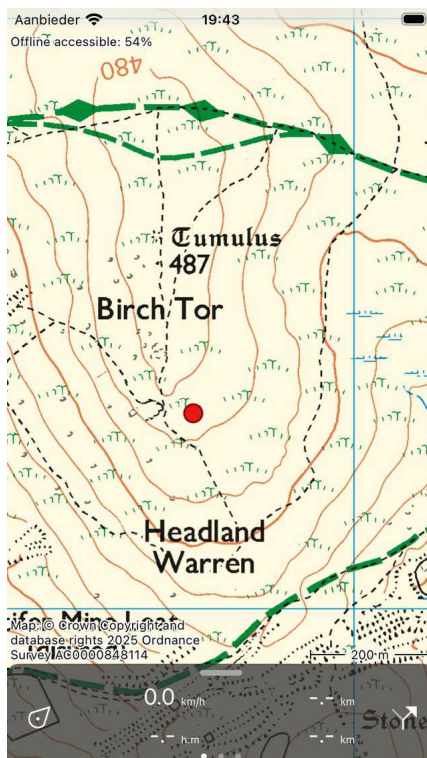 Aanbieder 19:43
Offline accessible: 54%
480
Tumulus
487
Birch Tor
Headland
Warren
Map: © Crown Copyright and
database rights 2025 Ordnance
Survey AC0000848114
200 m
0.0 km/h
-.- km
Stone
-.- h:m
-.- km